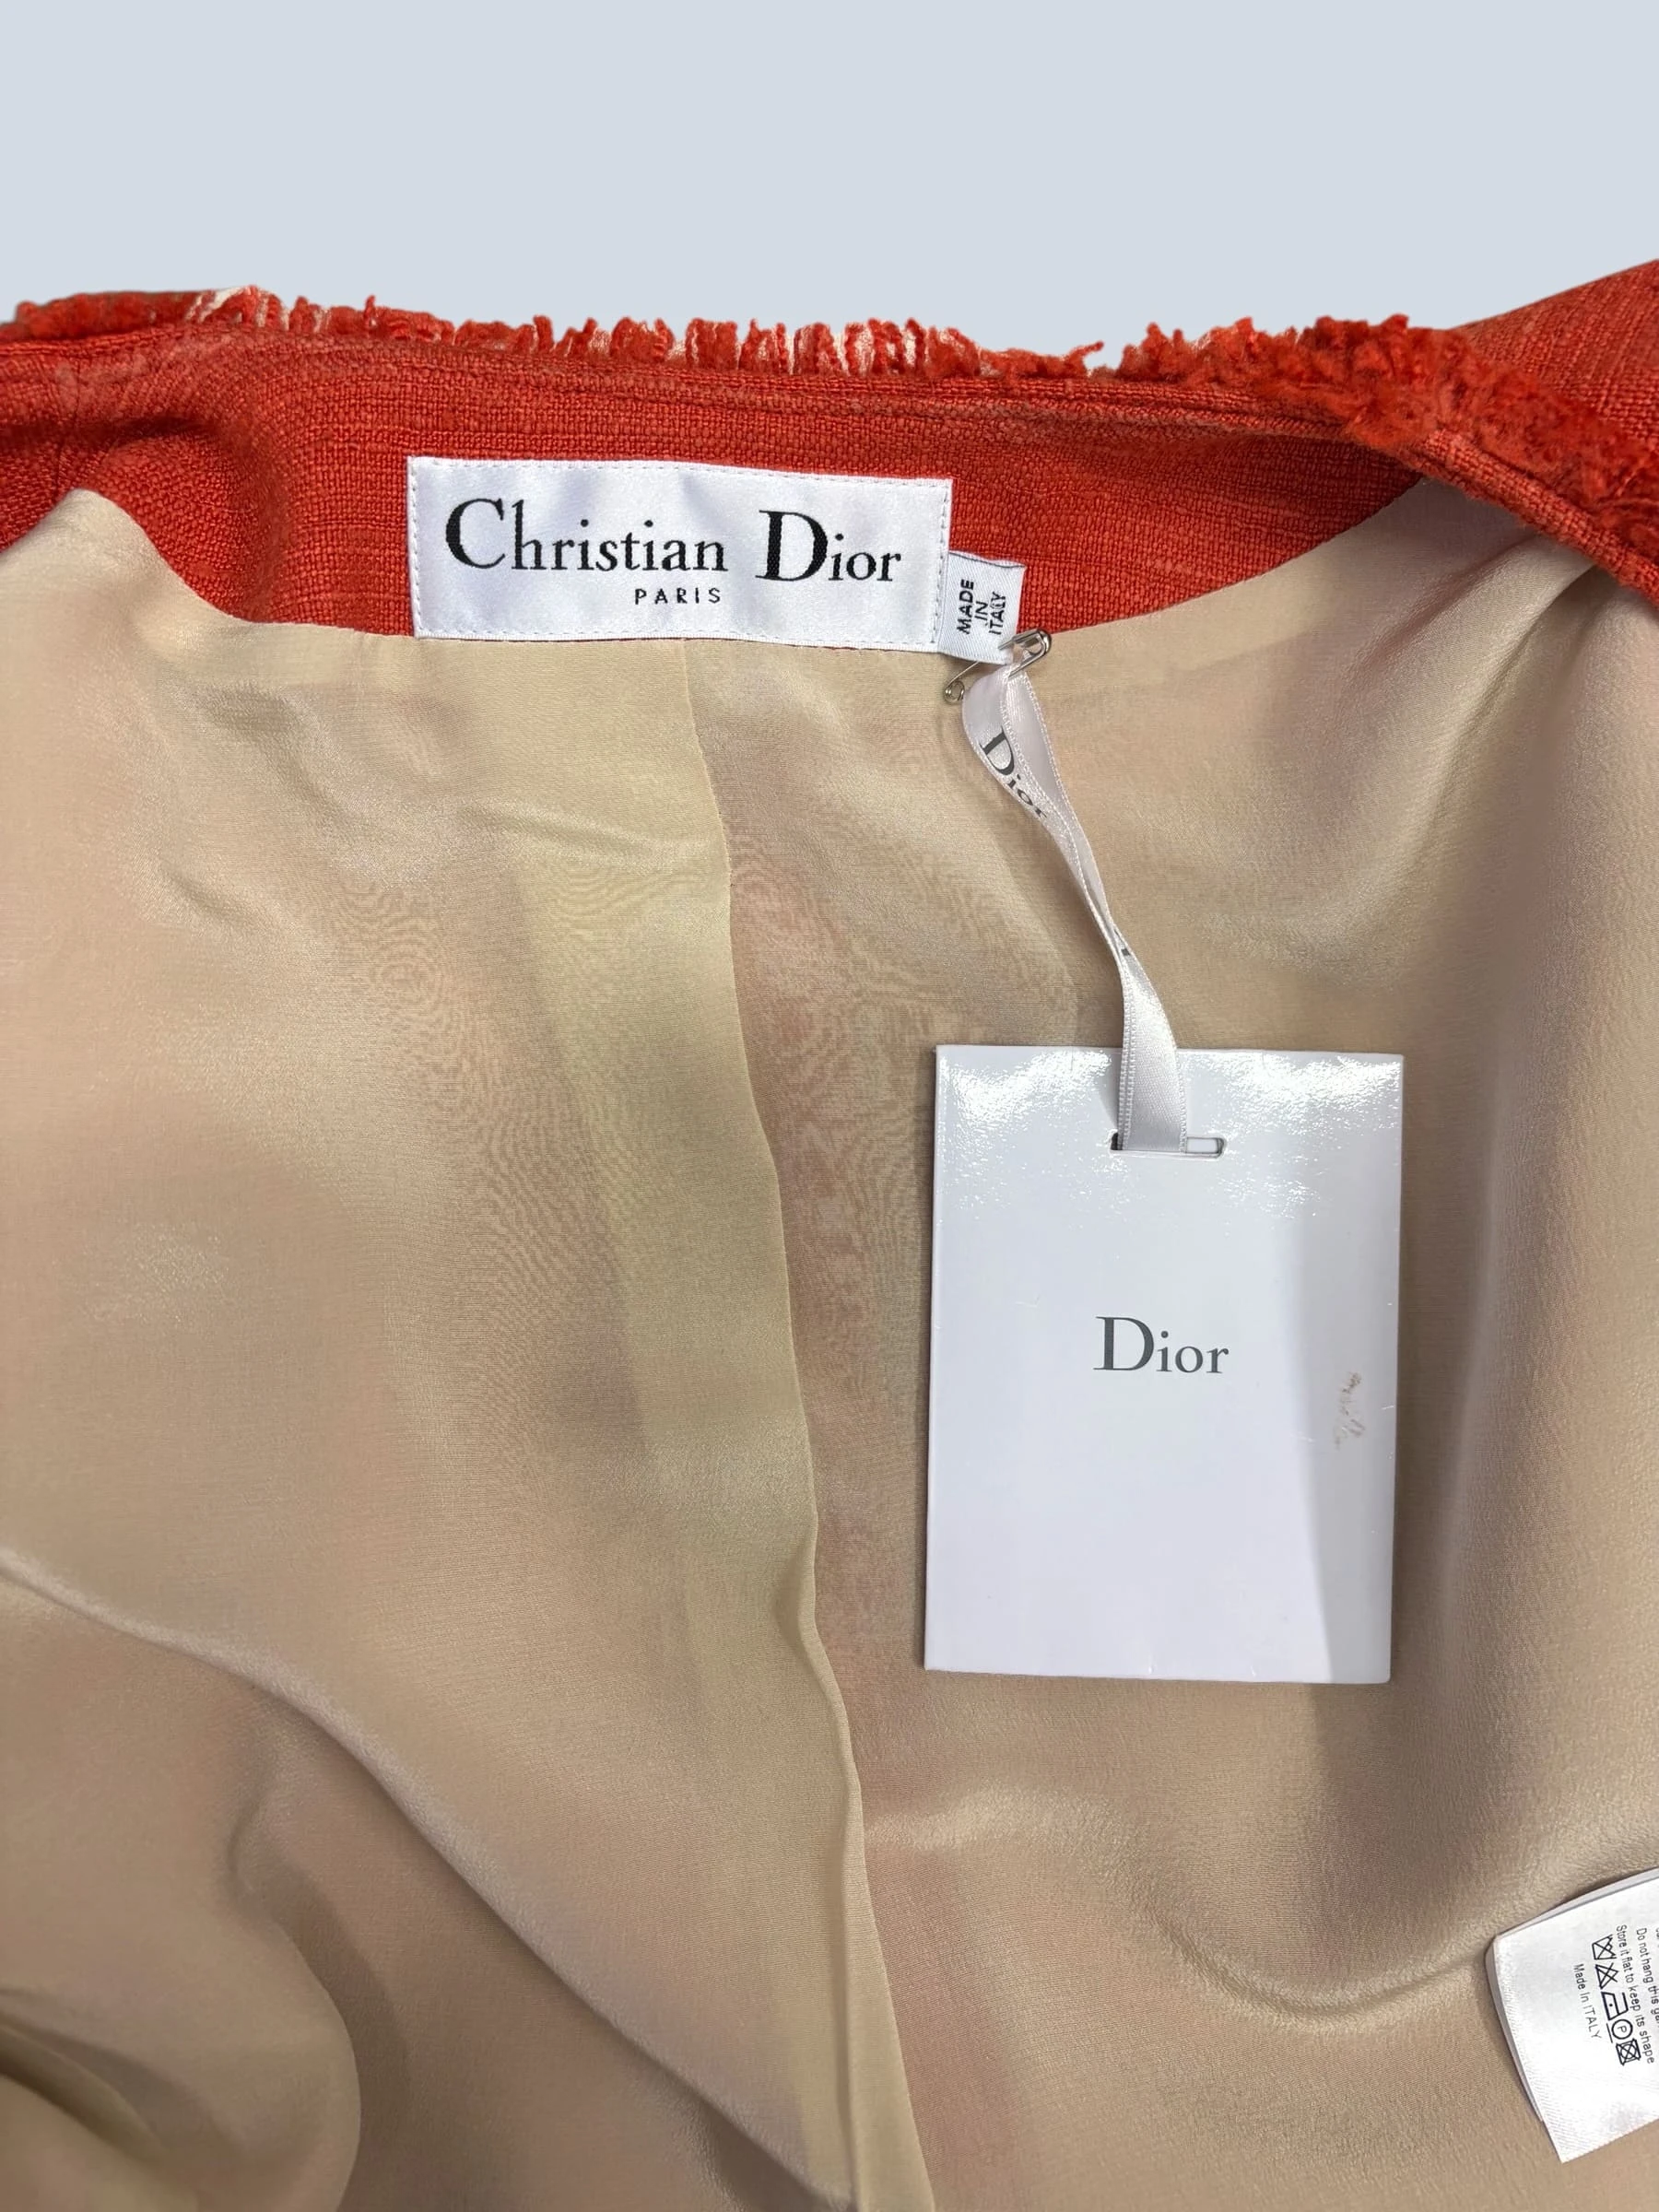 Christian Dior
PARIS
MADE
IN
ITALY
Dior
Dior
Do not hang this
Store it flat to keep its shape
Made in ITALY